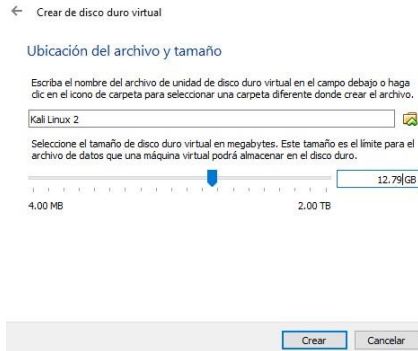 Crear de disco duro virtual
Ubicación del archivo y tamaño
Escriba el nombre del archivo de unidad de disco duro virtual en el campo debajo o haga
clic en el icono de carpeta para seleccionar una carpeta diferente donde crear el archivo.
Kali Linux 2
Seleccione el tamaño de disco duro virtual en megabytes. Este tamaño es el límite para el
archivo de datos que una máquina virtual podrá almacenar en el disco duro.
12.79 GB
4.00 MB 2.00 TB
Crear Cancelar